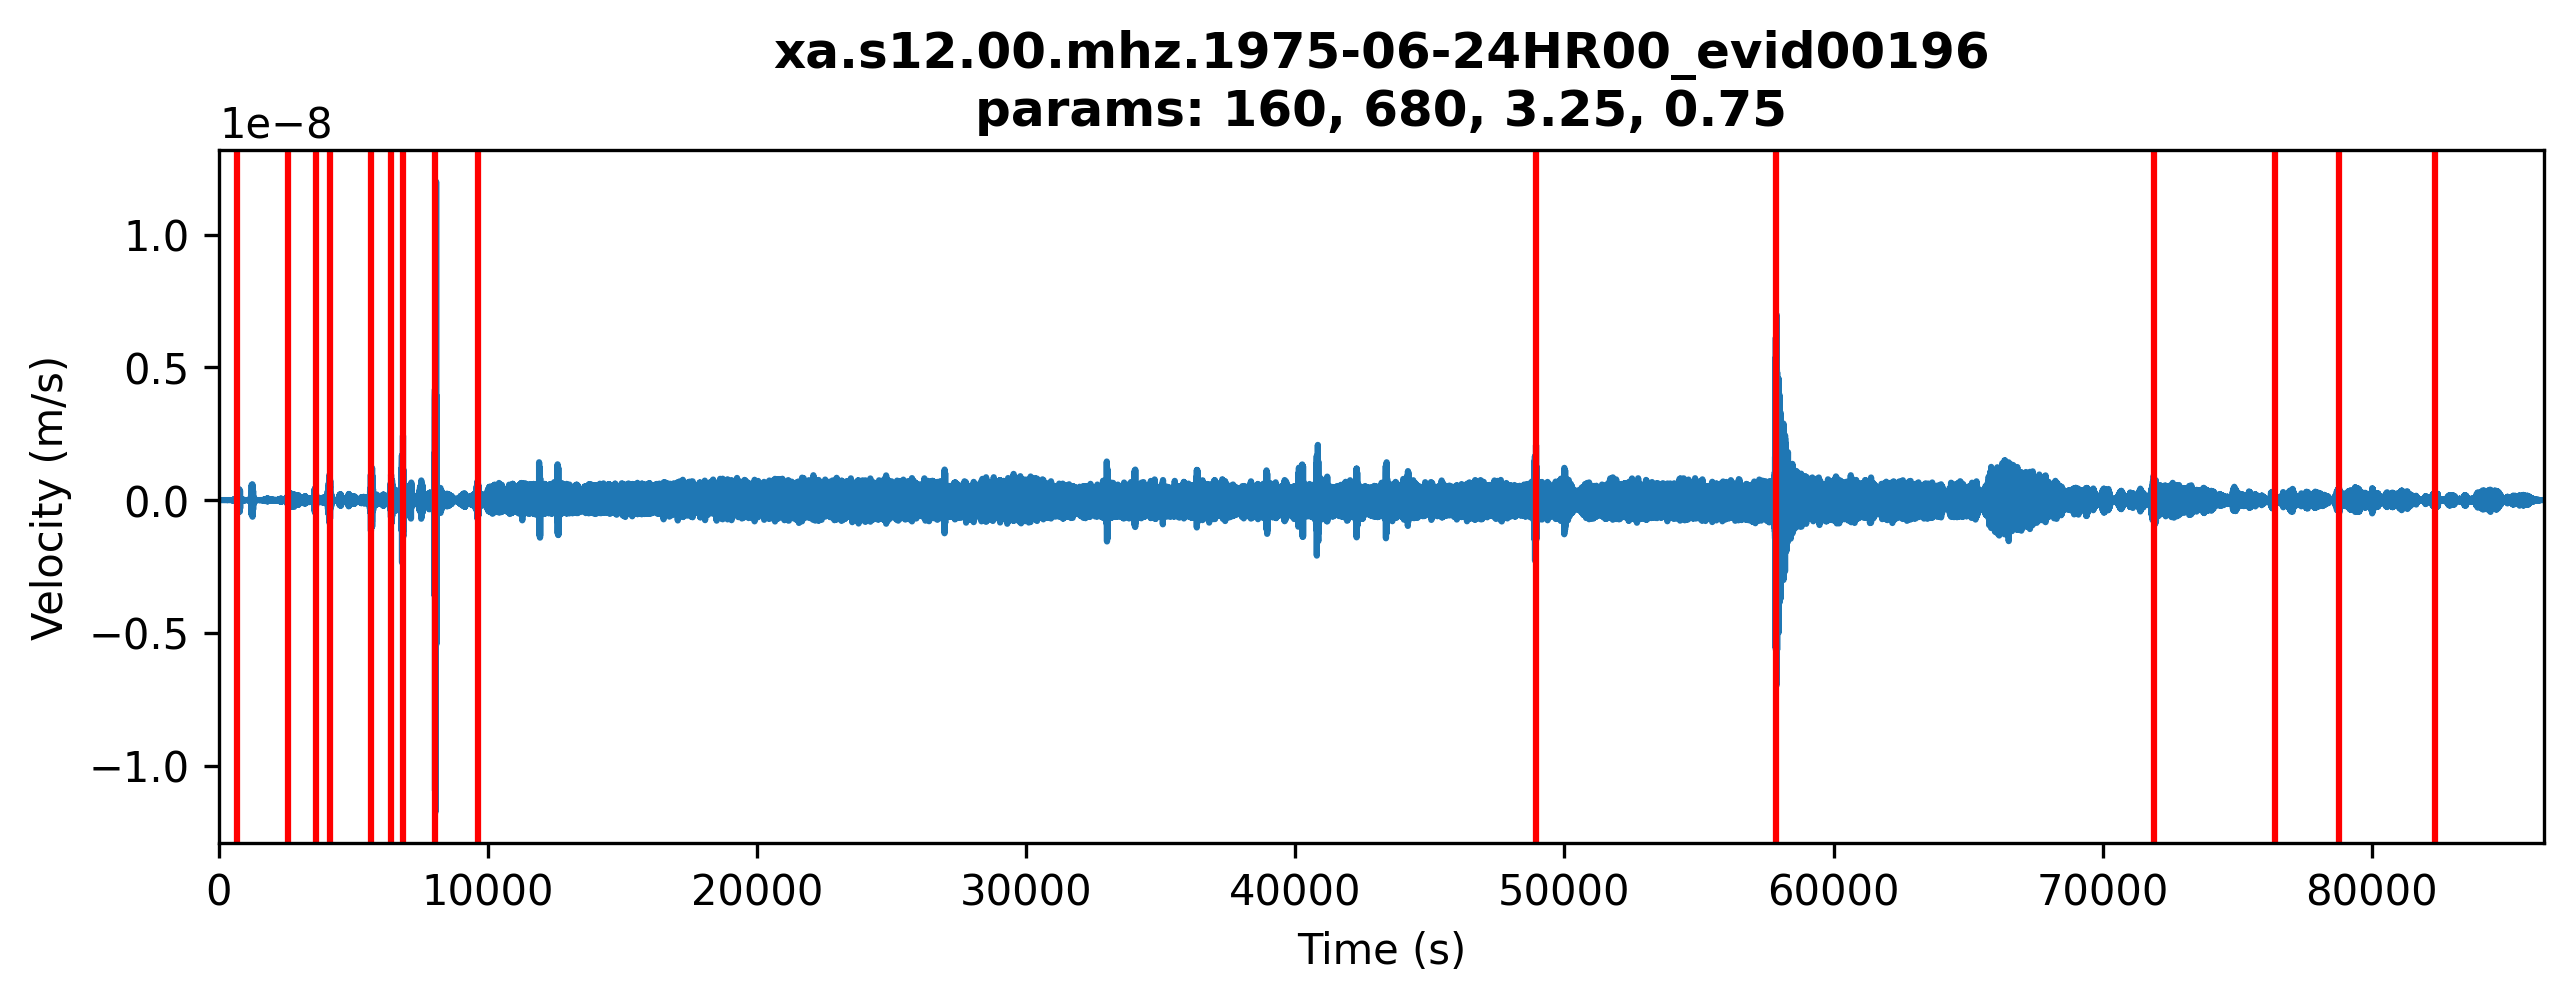 xa.s12.00.mhz.1975-06-24HR00_evid00196
params: 160, 680, 3.25, 0.75
1e−8
1.0
0.5
0.0
−0.5
−1.0
Velocity (m/s)
0 10000 20000 30000 40000 50000 60000 70000 80000
Time (s)